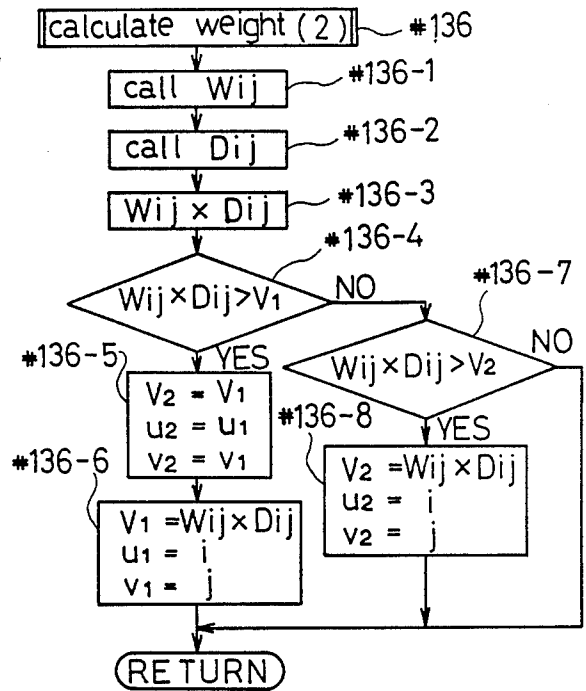 calculate weight (2) #136
call Wij #136-1
call Dij #136-2
Wij × Dij #136-3
#136-4
Wij×Dij>V1 NO
#136-7
YES
#136-5
V2 = V1
u2 = u1
v2 = v1
Wij×Dij>V2 NO
YES
#136-8
V2 =Wij×Dij
u2 = i
v2 = j
#136-6
V1 =Wij×Dij
u1 = i
v1 = j
RETURN